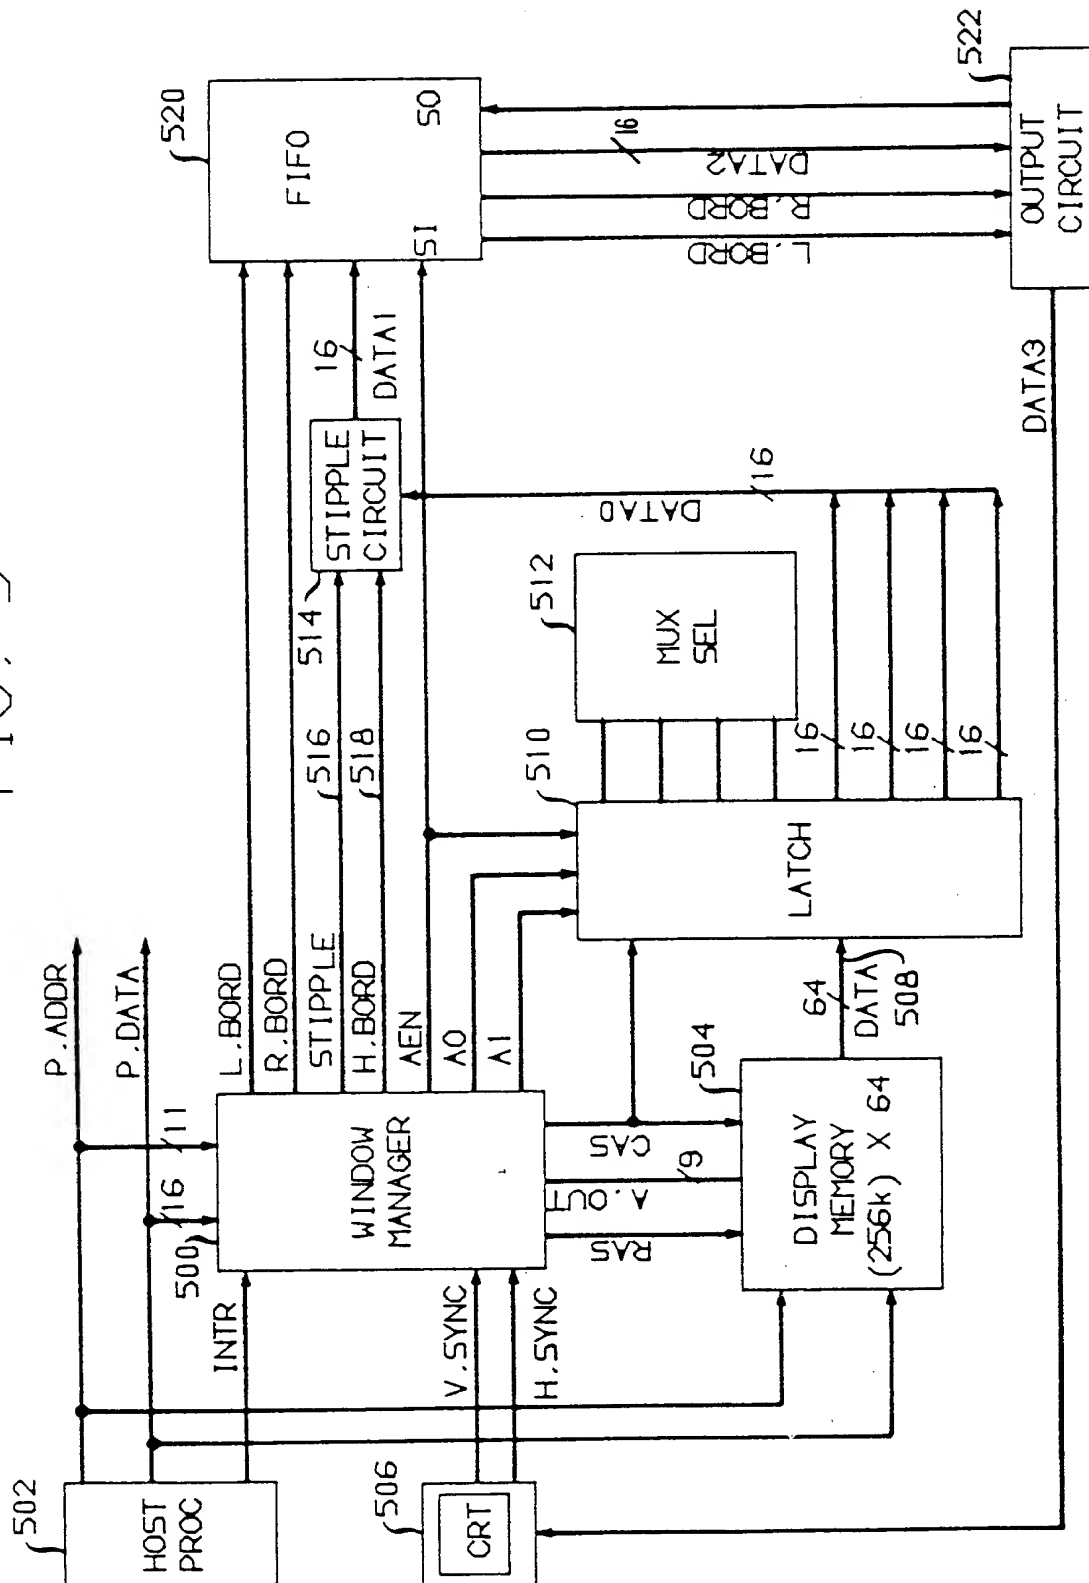 FIG. 5
P.ADDR
P.DATA
502
HOST
PROC
INTR
11
16
500
WINDOW
MANAGER
L.BORD
R.BORD
STIPPLE
H.BORD
AEN
A0
A1
516
518
514
STIPPLE
CIRCUIT
16
DATA1
520
FIFO
SI
SO
L.BORD
R.BORD
DATA2
16
522
OUTPUT
CIRCUIT
DATA3
506
CRT
V.SYNC
H.SYNC
RAS
A.OUT
9
CAS
504
DISPLAY
MEMORY
(256k) X 64
64
DATA
508
510
LATCH
512
MUX
SEL
16
16
16
16
DATA0
16